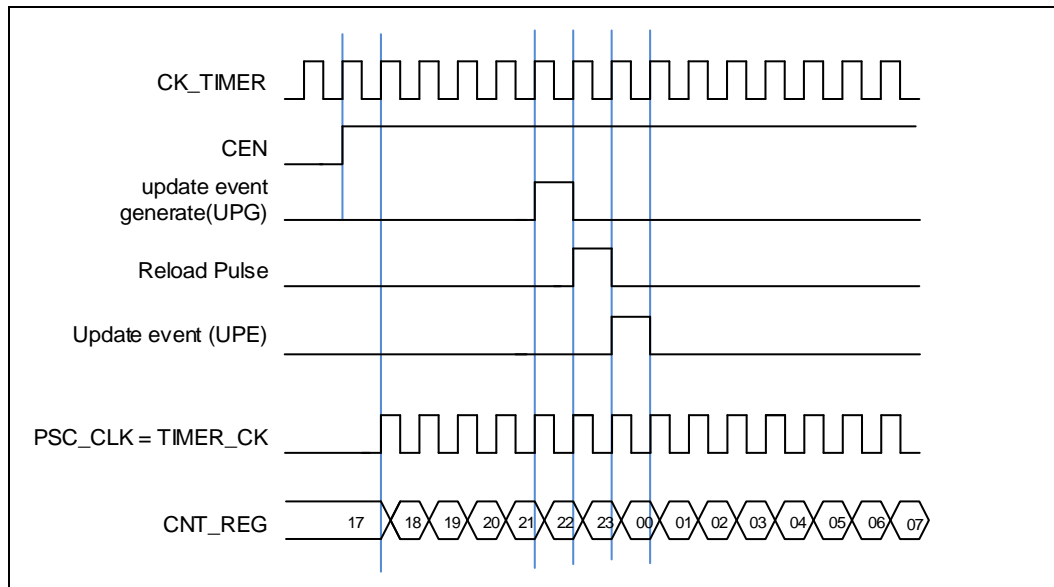 CK_TIMER
CEN
update event
generate(UPG)
Reload Pulse
Update event (UPE)
PSC_CLK = TIMER_CK
CNT_REG 17 18 19 20 21 22 23 00 01 02 03 04 05 06 07